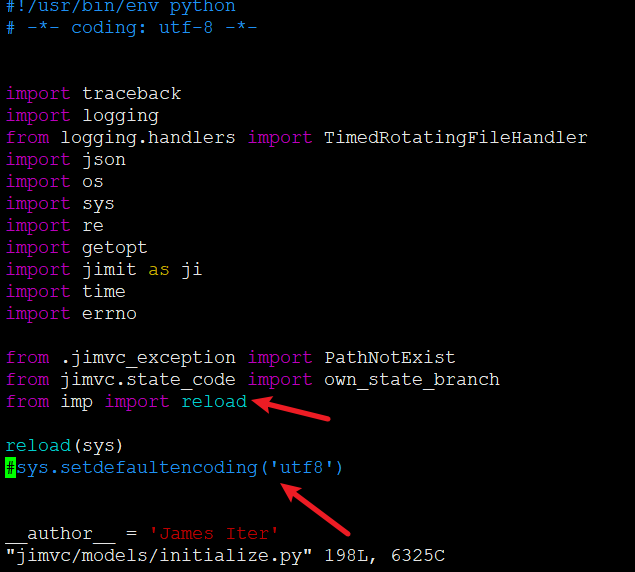 #!/usr/bin/env python
# -*- coding: utf-8 -*-
import traceback
import logging
from logging.handlers import TimedRotatingFileHandler
import json
import os
import sys
import re
import getopt
import jimit as ji
import time
import errno
from .jimvc_exception import PathNotExist
from jimvc.state_code import own_state_branch
from imp import reload
reload(sys)
#sys.setdefaultencoding('utf8')
__author__ = 'James Iter'
"jimvc/models/initialize.py" 198L, 6325C